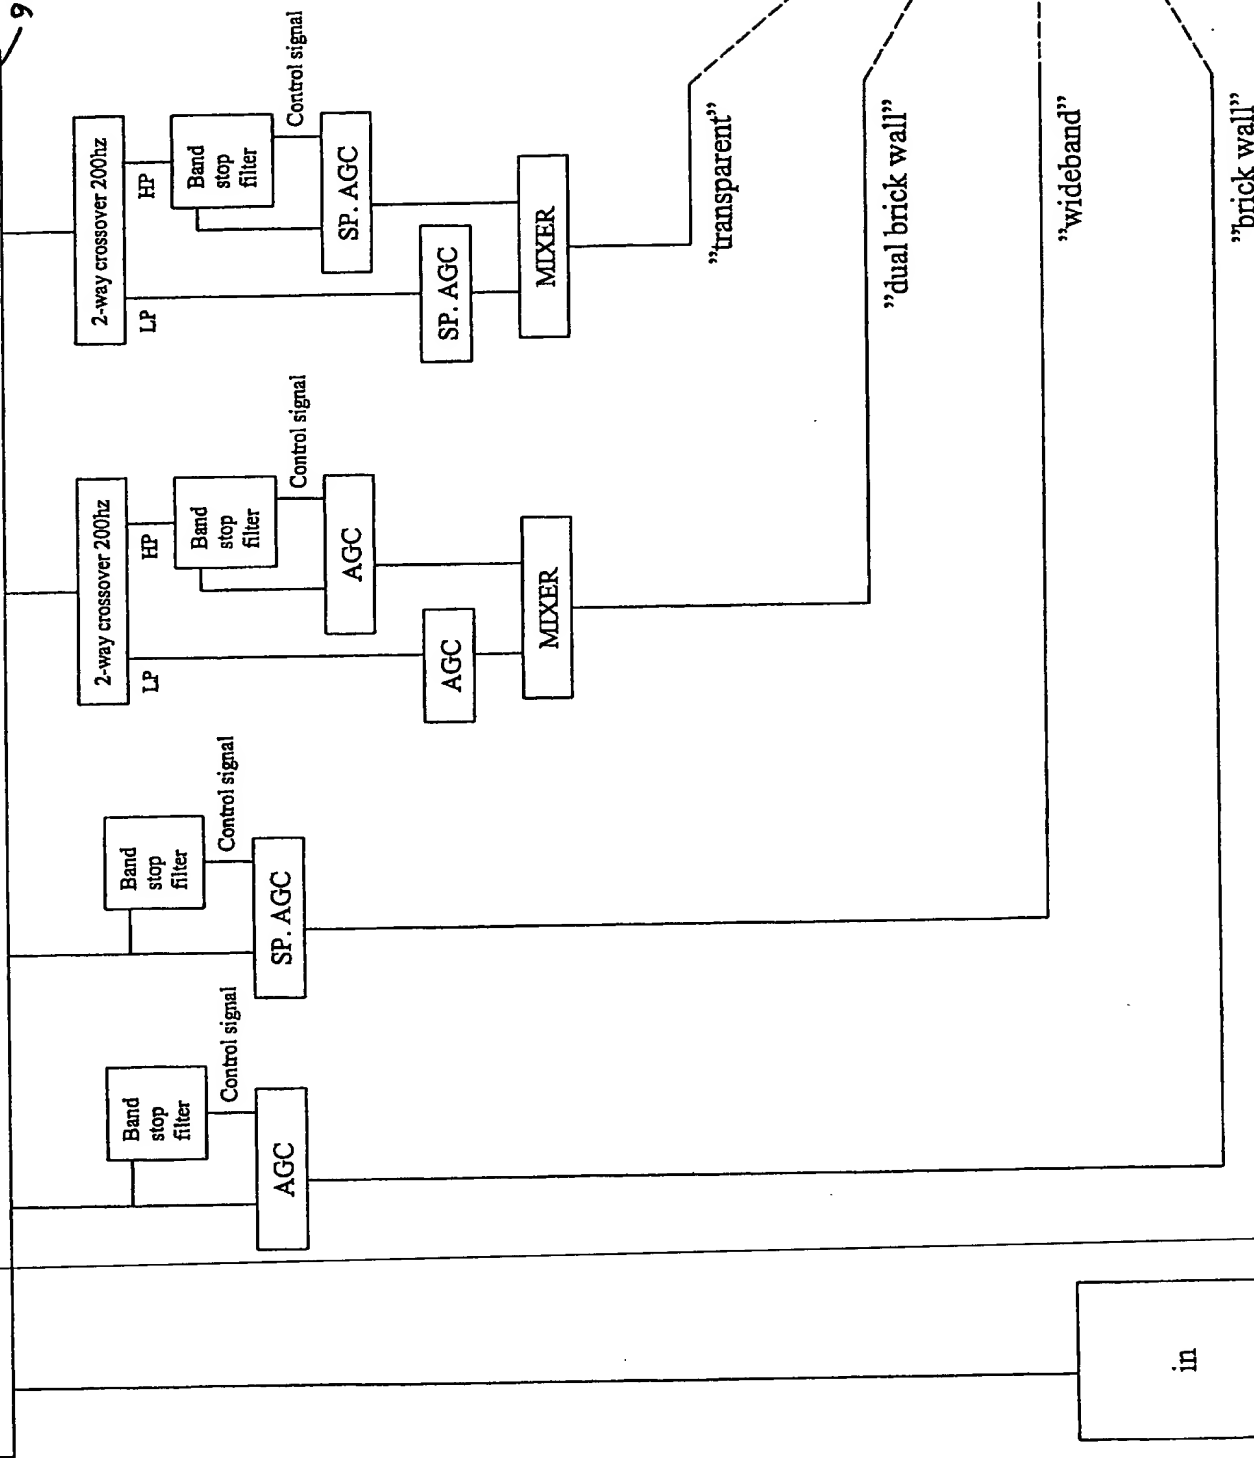 Band
stop
filter
Control signal
AGC
Band
stop
filter
Control signal
SP. AGC
2-way crossover 200hz
LP
HP
Band
stop
filter
Control signal
AGC
AGC
MIXER
2-way crossover 200hz
LP
HP
Band
stop
filter
Control signal
SP. AGC
SP. AGC
MIXER
”transparent”
”dual brick wall”
”wideband”
”brick wall”
in